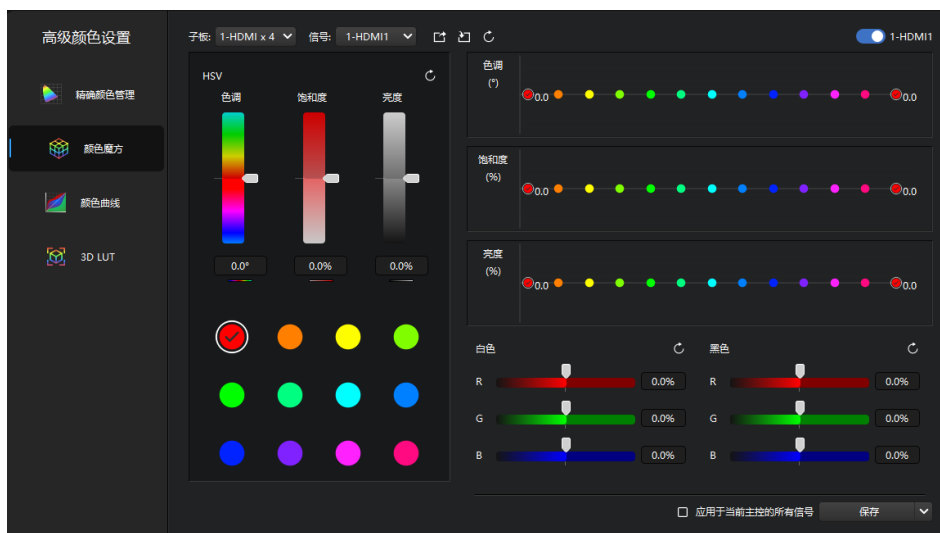 高级颜色设置
精确颜色管理
颜色魔方
颜色曲线
3D LUT
子板: 1-HDMI x 4 信号: 1-HDMI1
1-HDMI1
HSV
色调 饱和度 亮度
0.0° 0.0% 0.0%
色调
(°)
0.0 0.0
饱和度
(%)
0.0 0.0
亮度
(%)
0.0 0.0
白色
R 0.0%
G 0.0%
B 0.0%
黑色
R 0.0%
G 0.0%
B 0.0%
应用于当前主控的所有信号 保存